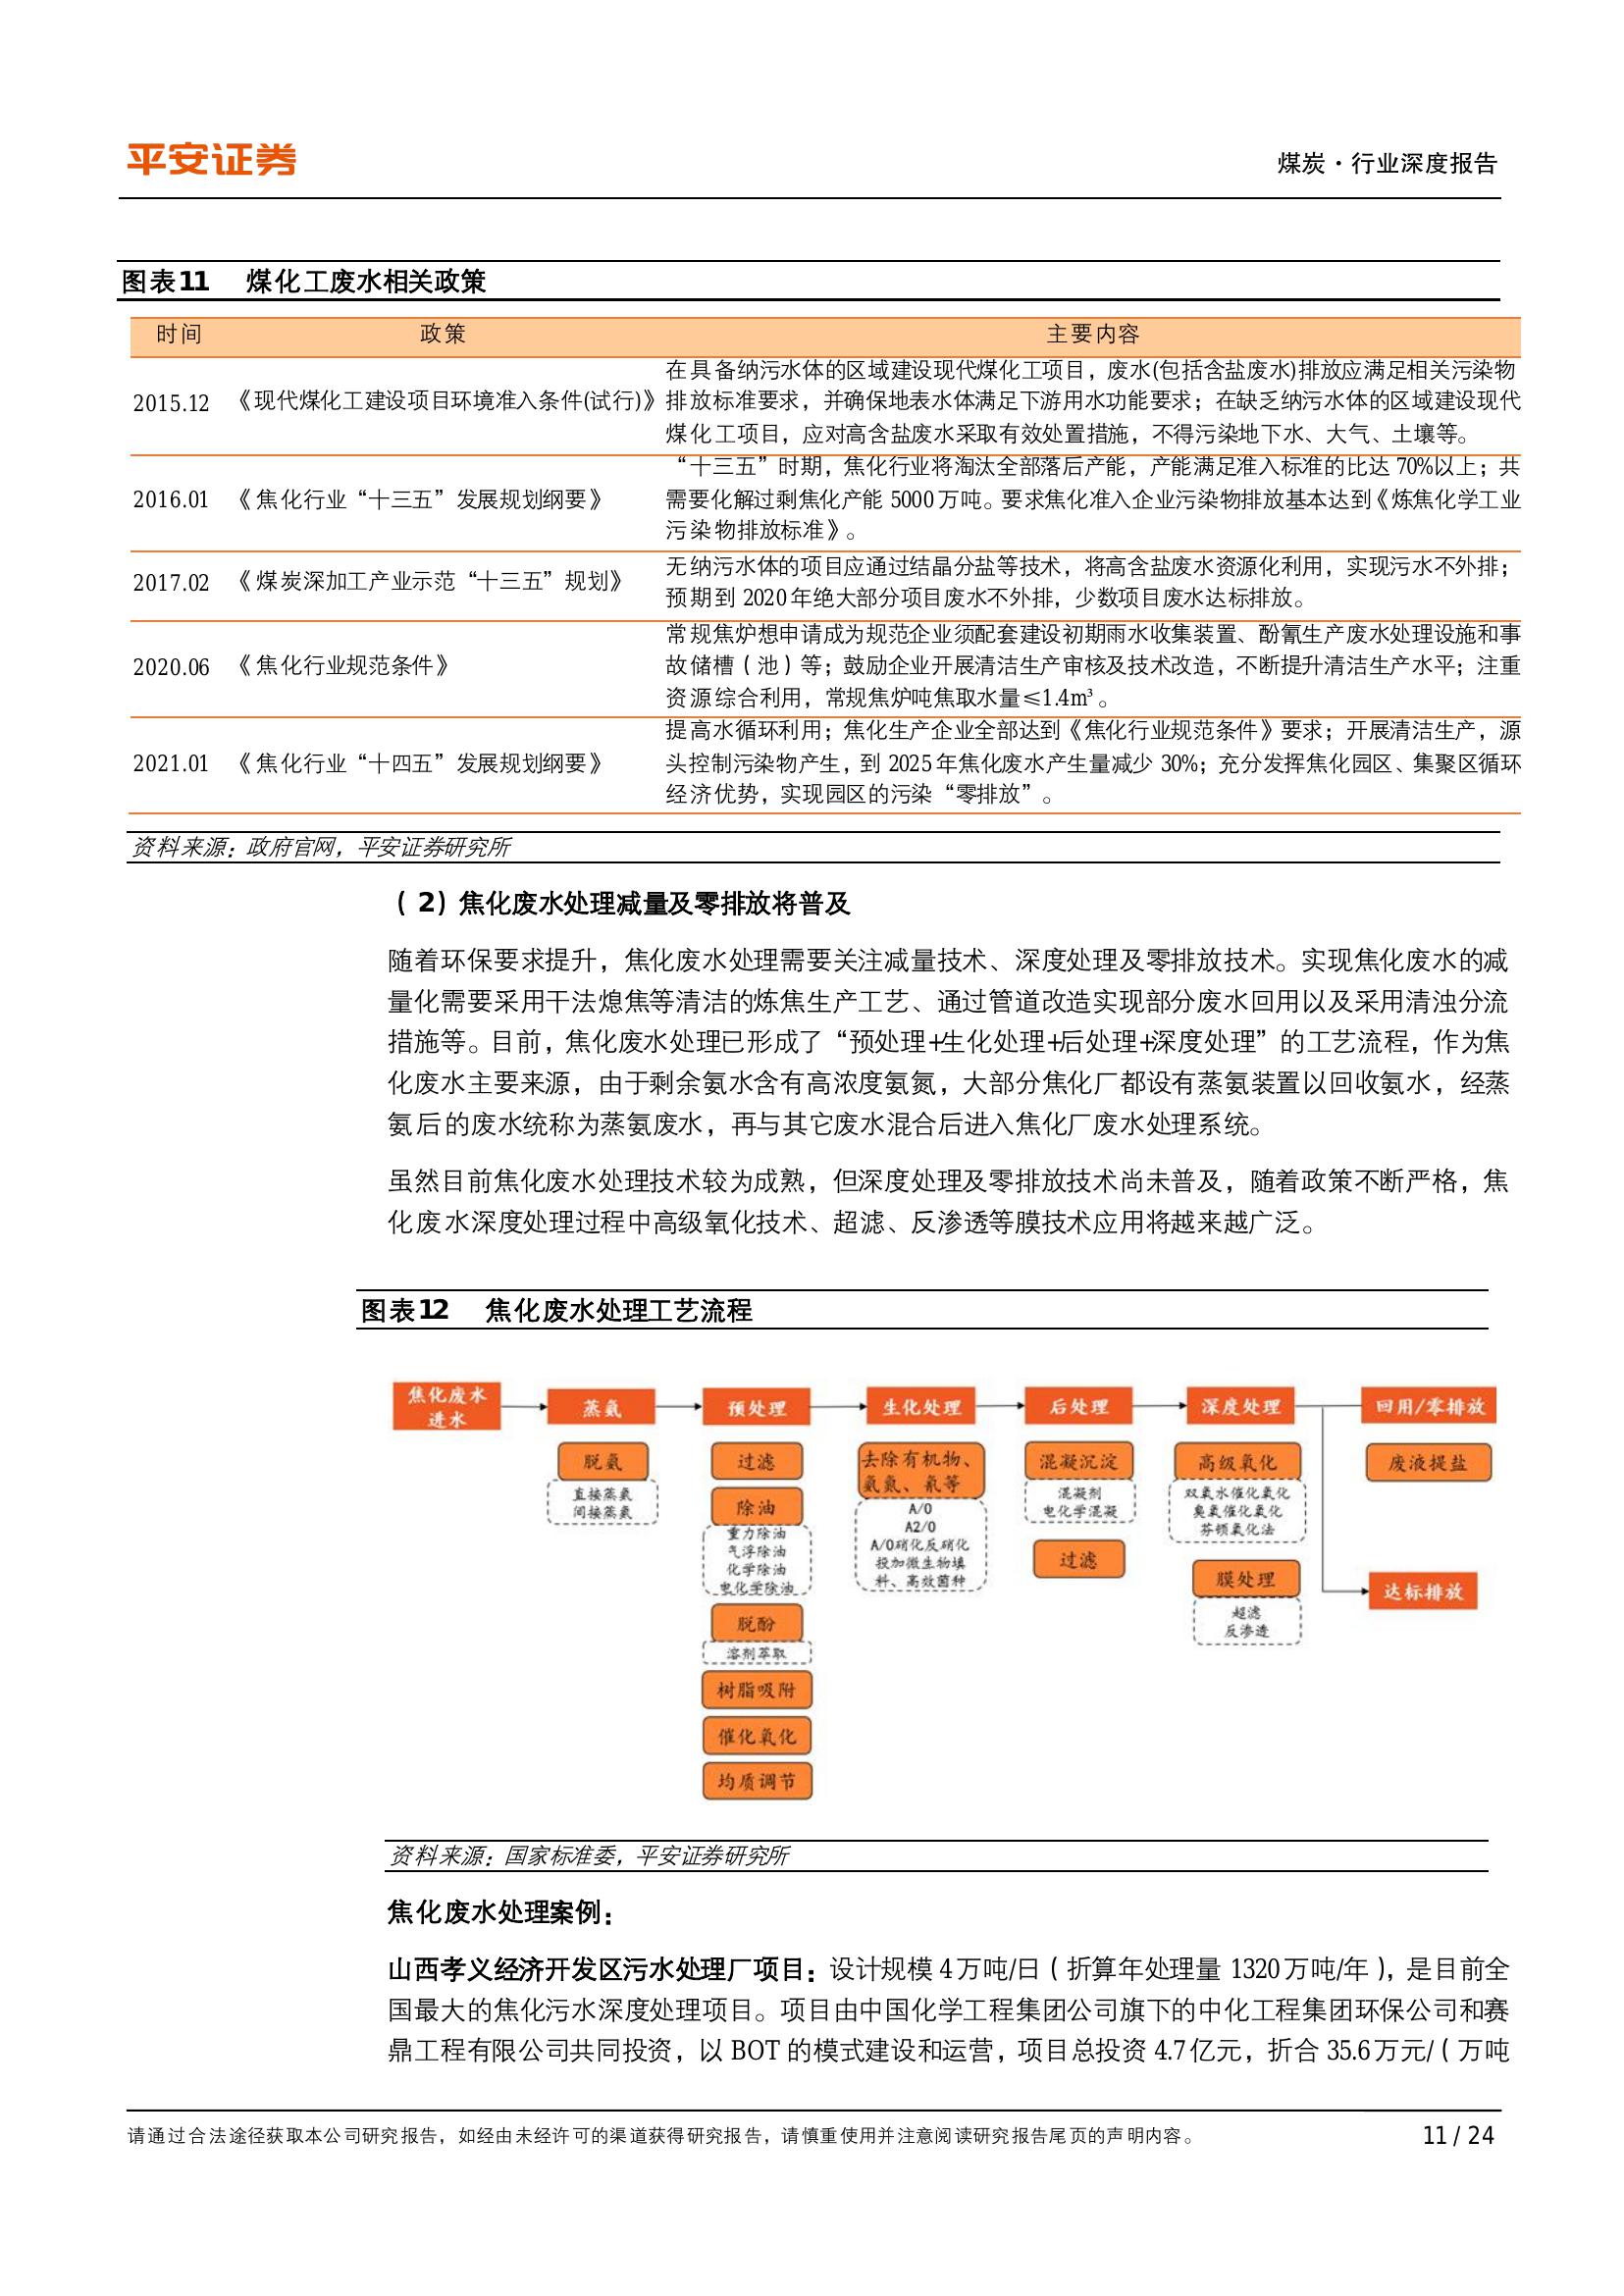 平安证券
煤炭·行业深度报告
图表11 煤化工废水相关政策
时间 政策 主要内容
2015.12 《现代煤化工建设项目环境准入条件(试行)》
在具备纳污水体的区域建设现代煤化工项目，废水(包括含盐废水)排放应满足相关污染物
排放标准要求，并确保地表水体满足下游用水功能要求；在缺乏纳污水体的区域建设现代
煤化工项目，应对高含盐废水采取有效处置措施，不得污染地下水、大气、土壤等。
2016.01 《焦化行业“十三五”发展规划纲要》
“十三五”时期，焦化行业将淘汰全部落后产能，产能满足准入标准的比达 70%以上；共
需要化解过剩焦化产能 5000 万吨。要求焦化准入企业污染物排放基本达到《炼焦化学工业
污染物排放标准》。
2017.02 《煤炭深加工产业示范“十三五”规划》
无纳污水体的项目应通过结晶分盐等技术，将高含盐废水资源化利用，实现污水不外排；
预期到 2020 年绝大部分项目废水不外排，少数项目废水达标排放。
2020.06 《焦化行业规范条件》
常规焦炉想申请成为规范企业须配套建设初期雨水收集装置、酚氰生产废水处理设施和事
故储槽（池）等；鼓励企业开展清洁生产审核及技术改造，不断提升清洁生产水平；注重
资源综合利用，常规焦炉吨焦取水量≤1.4m³。
2021.01 《焦化行业“十四五”发展规划纲要》
提高水循环利用；焦化生产企业全部达到《焦化行业规范条件》要求；开展清洁生产，源
头控制污染物产生，到 2025 年焦化废水产生量减少 30%；充分发挥焦化园区、集聚区循环
经济优势，实现园区的污染“零排放”。
资料来源：政府官网，平安证券研究所
（2）焦化废水处理减量及零排放将普及
随着环保要求提升，焦化废水处理需要关注减量技术、深度处理及零排放技术。实现焦化废水的减
量化需要采用干法熄焦等清洁的炼焦生产工艺、通过管道改造实现部分废水回用以及采用清浊分流
措施等。目前，焦化废水处理已形成了“预处理+生化处理+后处理+深度处理”的工艺流程，作为焦
化废水主要来源，由于剩余氨水含有高浓度氨氮，大部分焦化厂都设有蒸氨装置以回收氨水，经蒸
氨后的废水统称为蒸氨废水，再与其它废水混合后进入焦化厂废水处理系统。
虽然目前焦化废水处理技术较为成熟，但深度处理及零排放技术尚未普及，随着政策不断严格，焦
化废水深度处理过程中高级氧化技术、超滤、反渗透等膜技术应用将越来越广泛。
图表12 焦化废水处理工艺流程
焦化废水
进水
蒸氨
脱氨
直接蒸氨
间接蒸氨
预处理
过滤
除油
重力除油
气浮除油
化学除油
电化学除油
脱酚
溶剂萃取
树脂吸附
催化氧化
均质调节
生化处理
去除有机物、
氨氮、氰等
A/O
A2/O
A/O硝化反硝化
投加微生物填
料、高效菌种
后处理
混凝沉淀
混凝剂
电化学混凝
过滤
深度处理
高级氧化
双氧水催化氧化
臭氧催化氧化
芬顿氧化法
膜处理
超滤
反渗透
回用/零排放
废液提盐
达标排放
资料来源：国家标准委，平安证券研究所
焦化废水处理案例：
山西孝义经济开发区污水处理厂项目：设计规模 4 万吨/日（折算年处理量 1320 万吨/年），是目前全
国最大的焦化污水深度处理项目。项目由中国化学工程集团公司旗下的中化工程集团环保公司和赛
鼎工程有限公司共同投资，以 BOT 的模式建设和运营，项目总投资 4.7 亿元，折合 35.6 万元/（万吨
请通过合法途径获取本公司研究报告，如经由未经许可的渠道获得研究报告，请慎重使用并注意阅读研究报告尾页的声明内容。
11 / 24